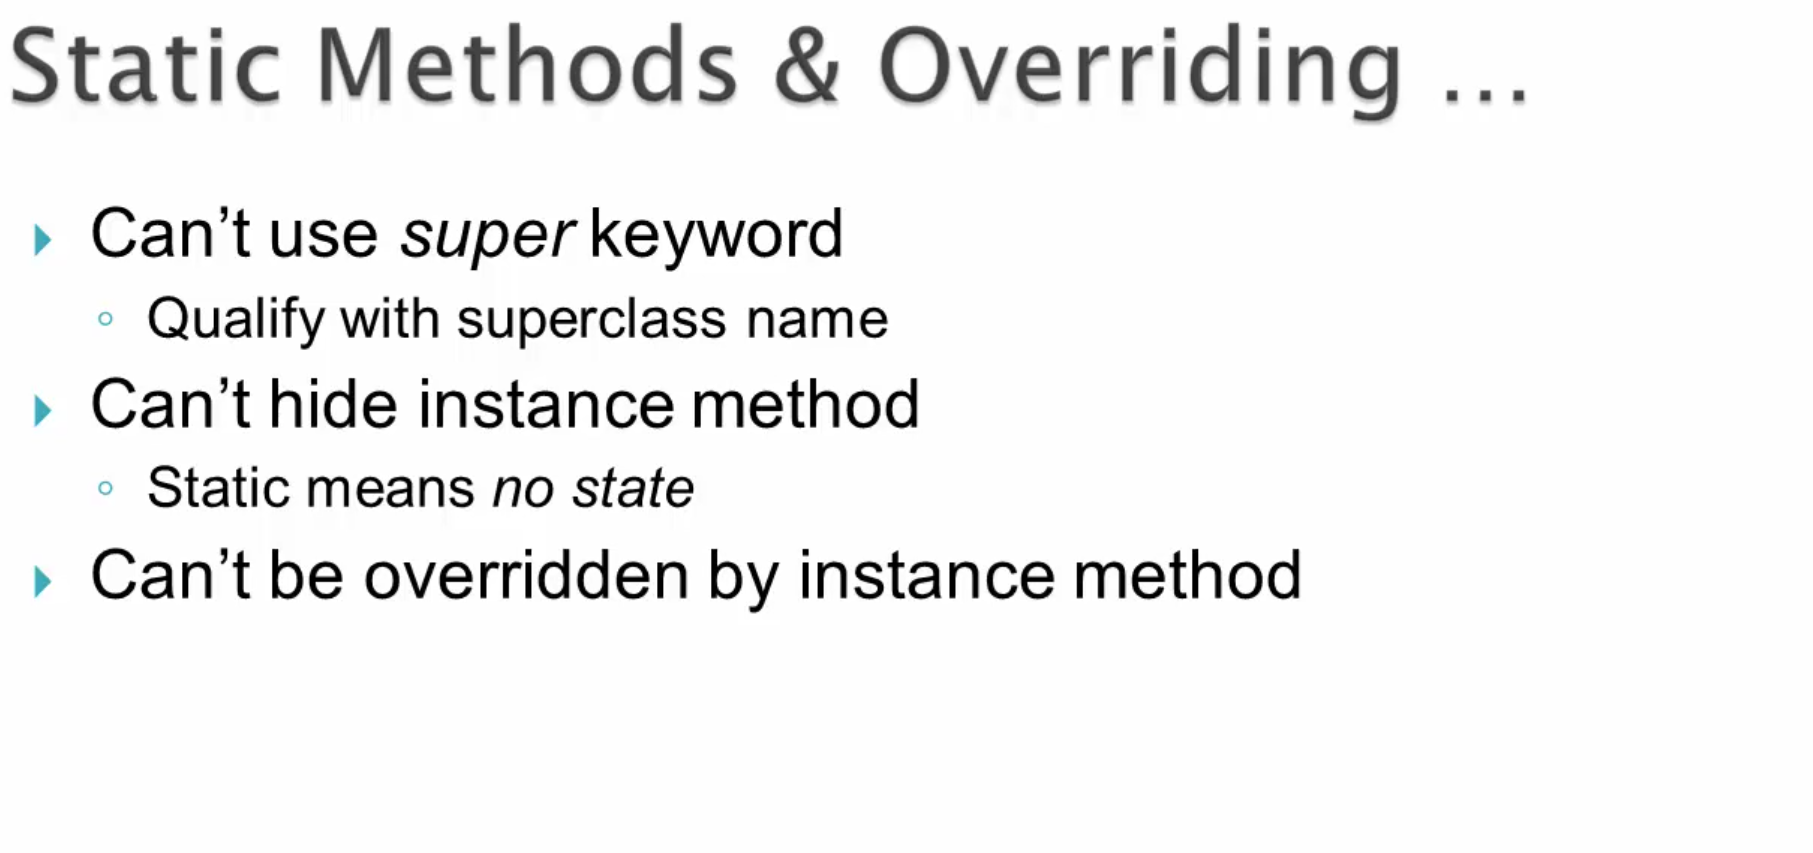 Static Methods & Overriding ...
Can’t use super keyword
Qualify with superclass name
Can’t hide instance method
Static means no state
Can’t be overridden by instance method